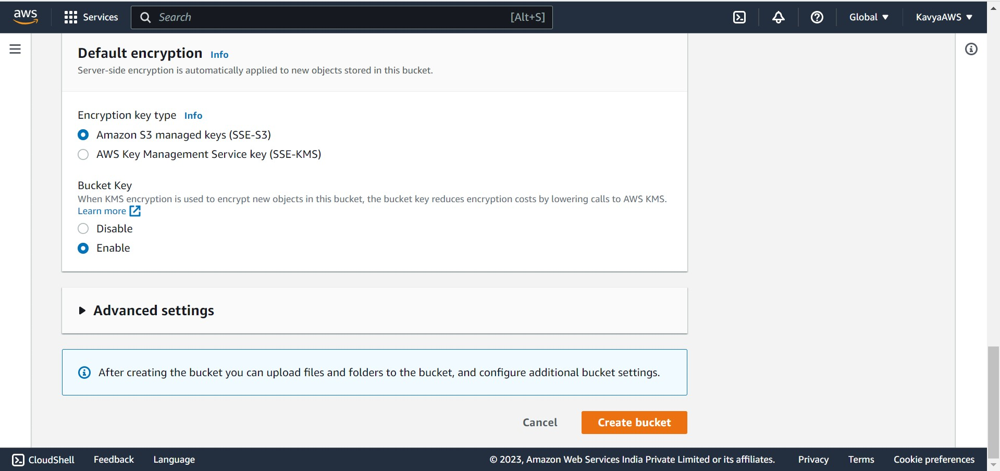 aws
Services
Search
[Alt+S]
Global
KavyaAWS
Default encryption Info
Server-side encryption is automatically applied to new objects stored in this bucket.
Encryption key type Info
Amazon S3 managed keys (SSE-S3)
AWS Key Management Service key (SSE-KMS)
Bucket Key
When KMS encryption is used to encrypt new objects in this bucket, the bucket key reduces encryption costs by lowering calls to AWS KMS.
Learn more
Disable
Enable
Advanced settings
After creating the bucket you can upload files and folders to the bucket, and configure additional bucket settings.
Cancel
Create bucket
CloudShell
Feedback
Language
© 2023, Amazon Web Services India Private Limited or its affiliates.
Privacy
Terms
Cookie preferences